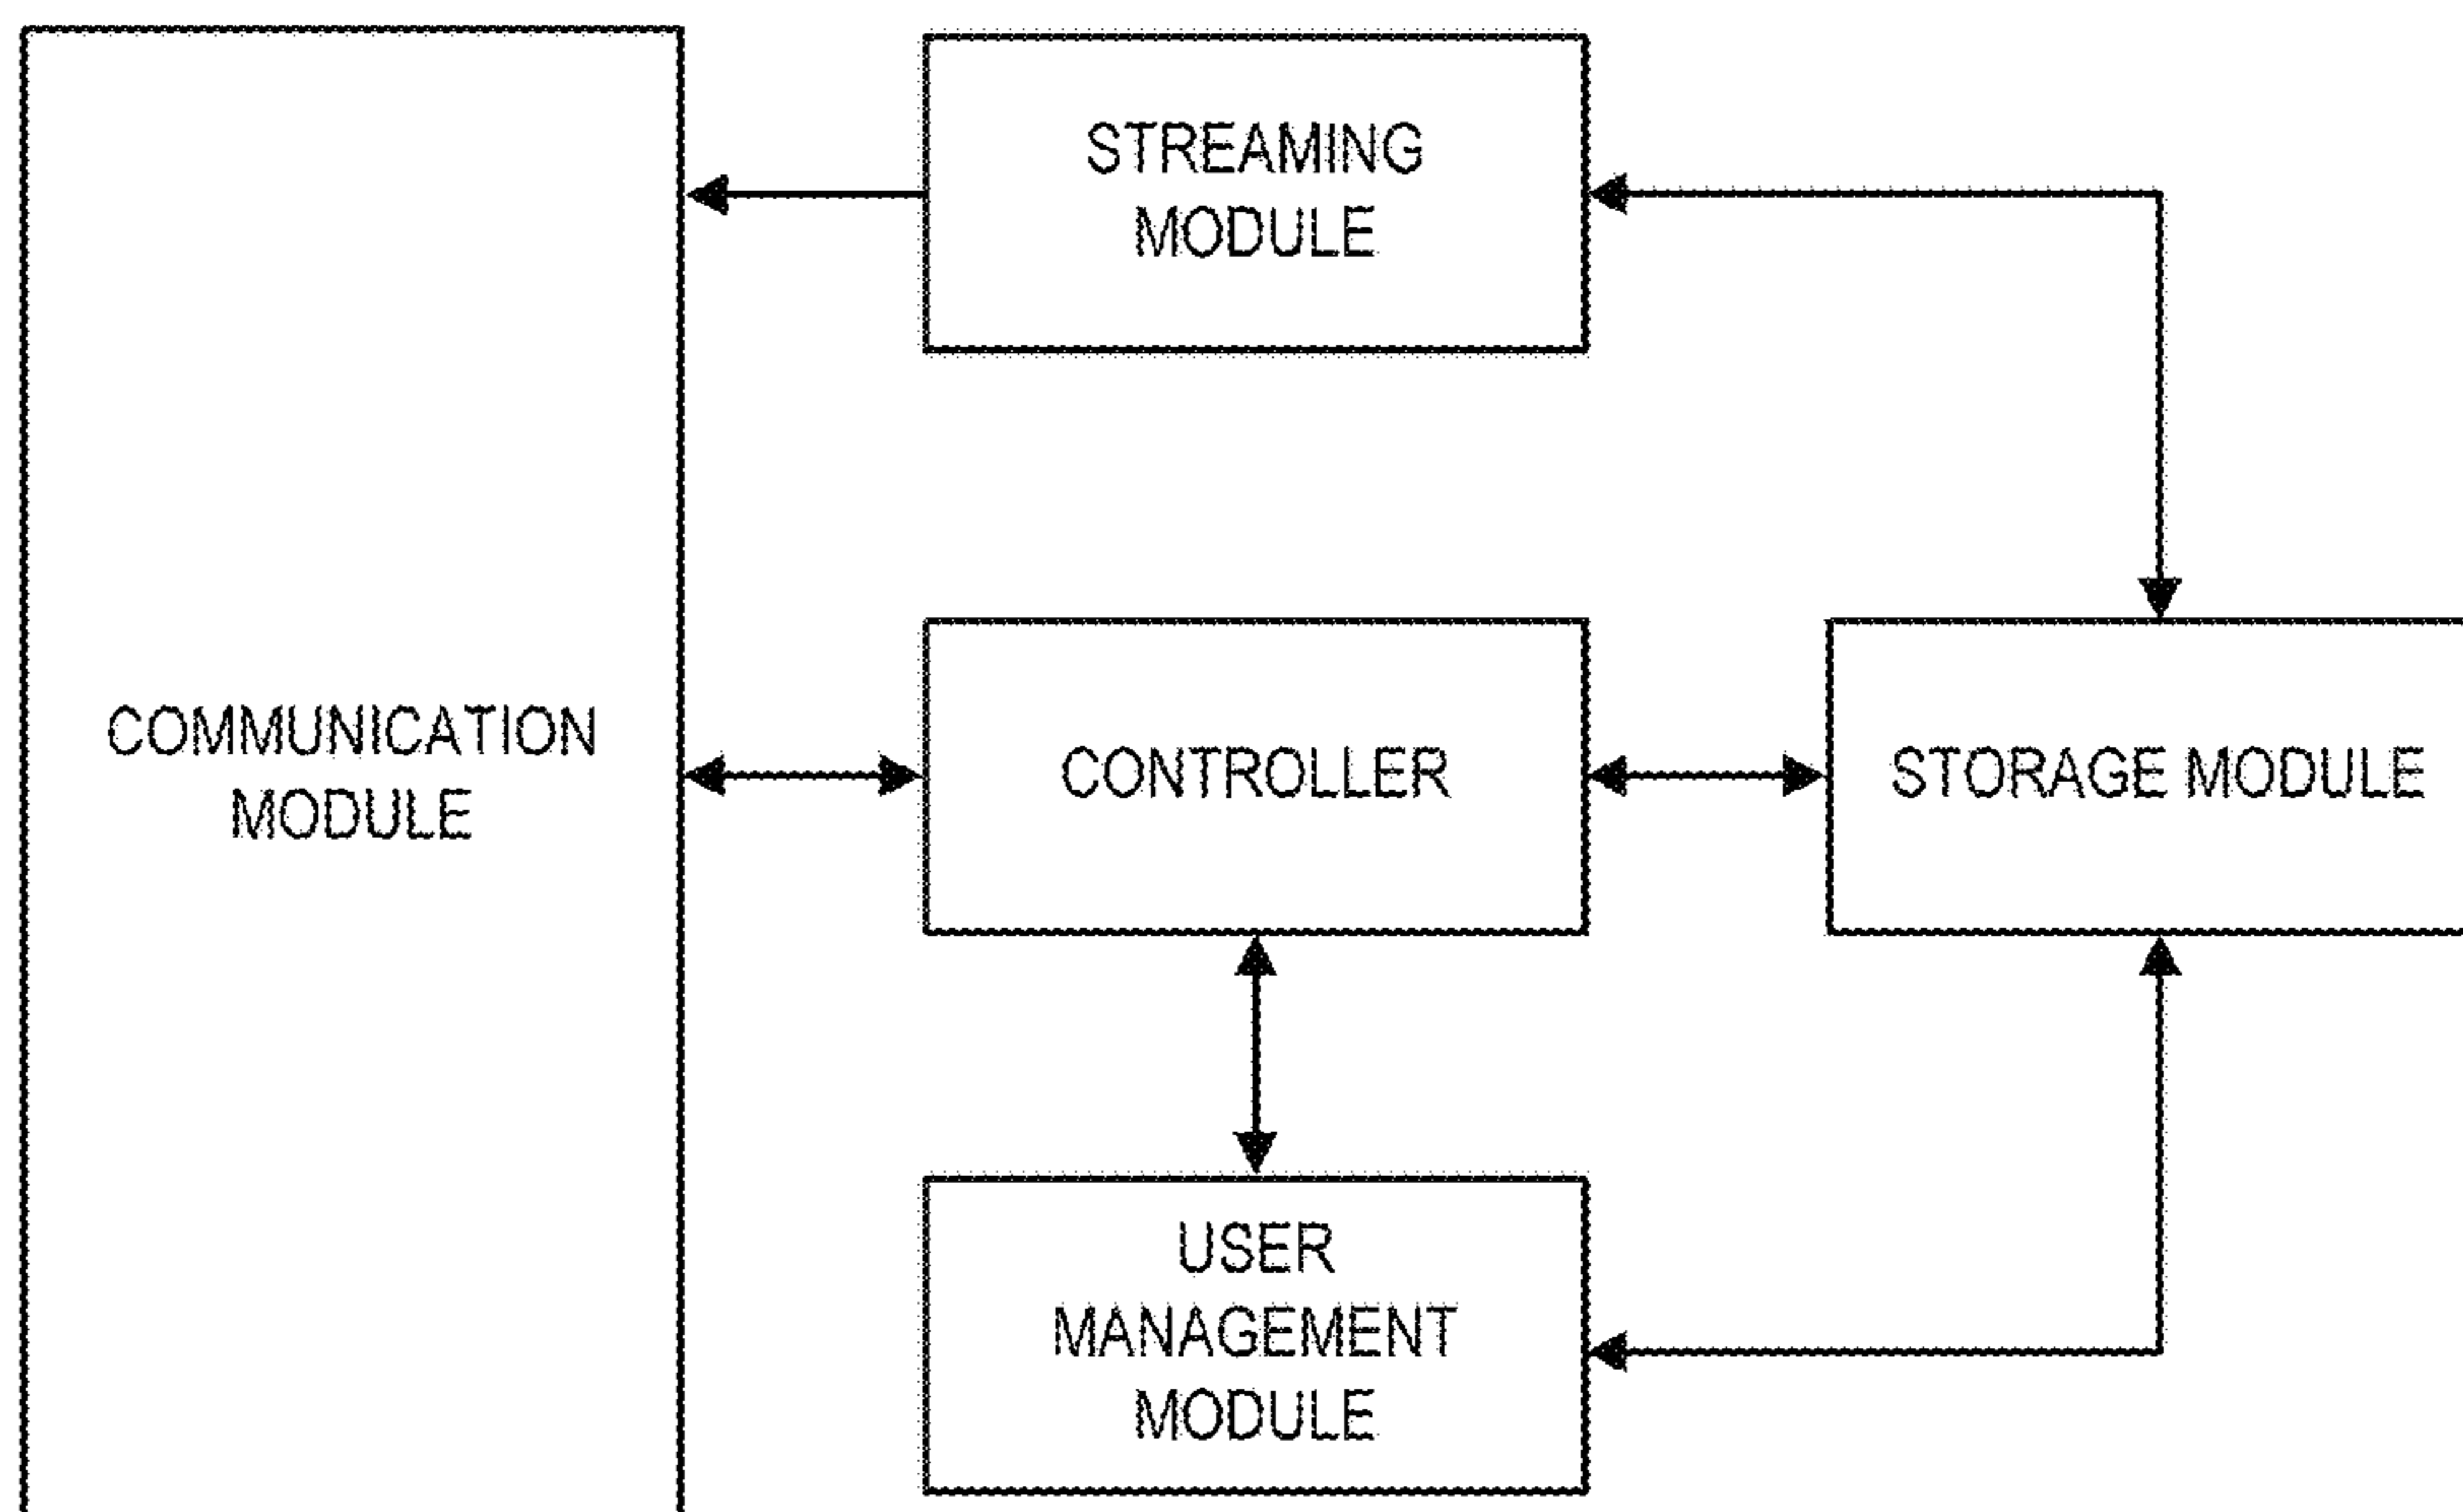 STREAMING
MODULE
COMMUNICATION
MODULE
CONTROLLER
STORAGE MODULE
USER
MANAGEMENT
MODULE